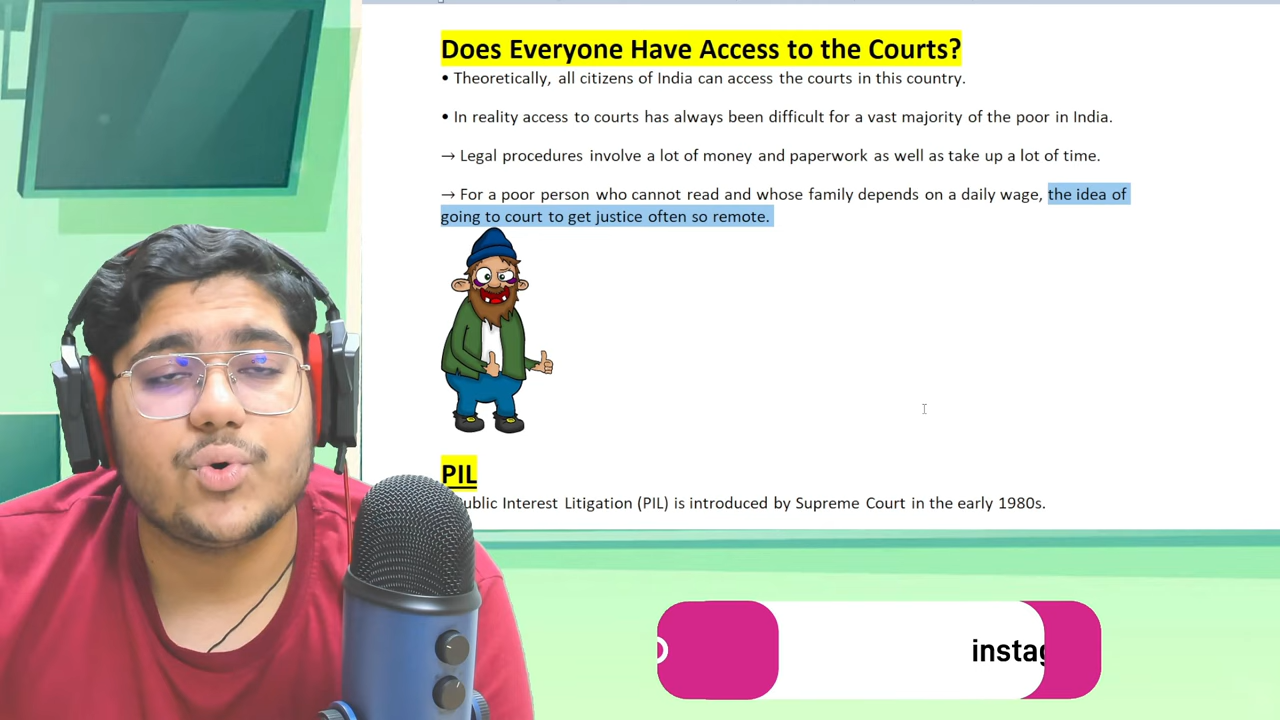 Does Everyone Have Access to the Courts?
• Theoretically, all citizens of India can access the courts in this country.
• In reality access to courts has always been difficult for a vast majority of the poor in India.
→ Legal procedures involve a lot of money and paperwork as well as take up a lot of time.
→ For a poor person who cannot read and whose family depends on a daily wage, the idea of
going to court to get justice often so remote.
PIL
ublic Interest Litigation (PIL) is introduced by Supreme Court in the early 1980s.
insta